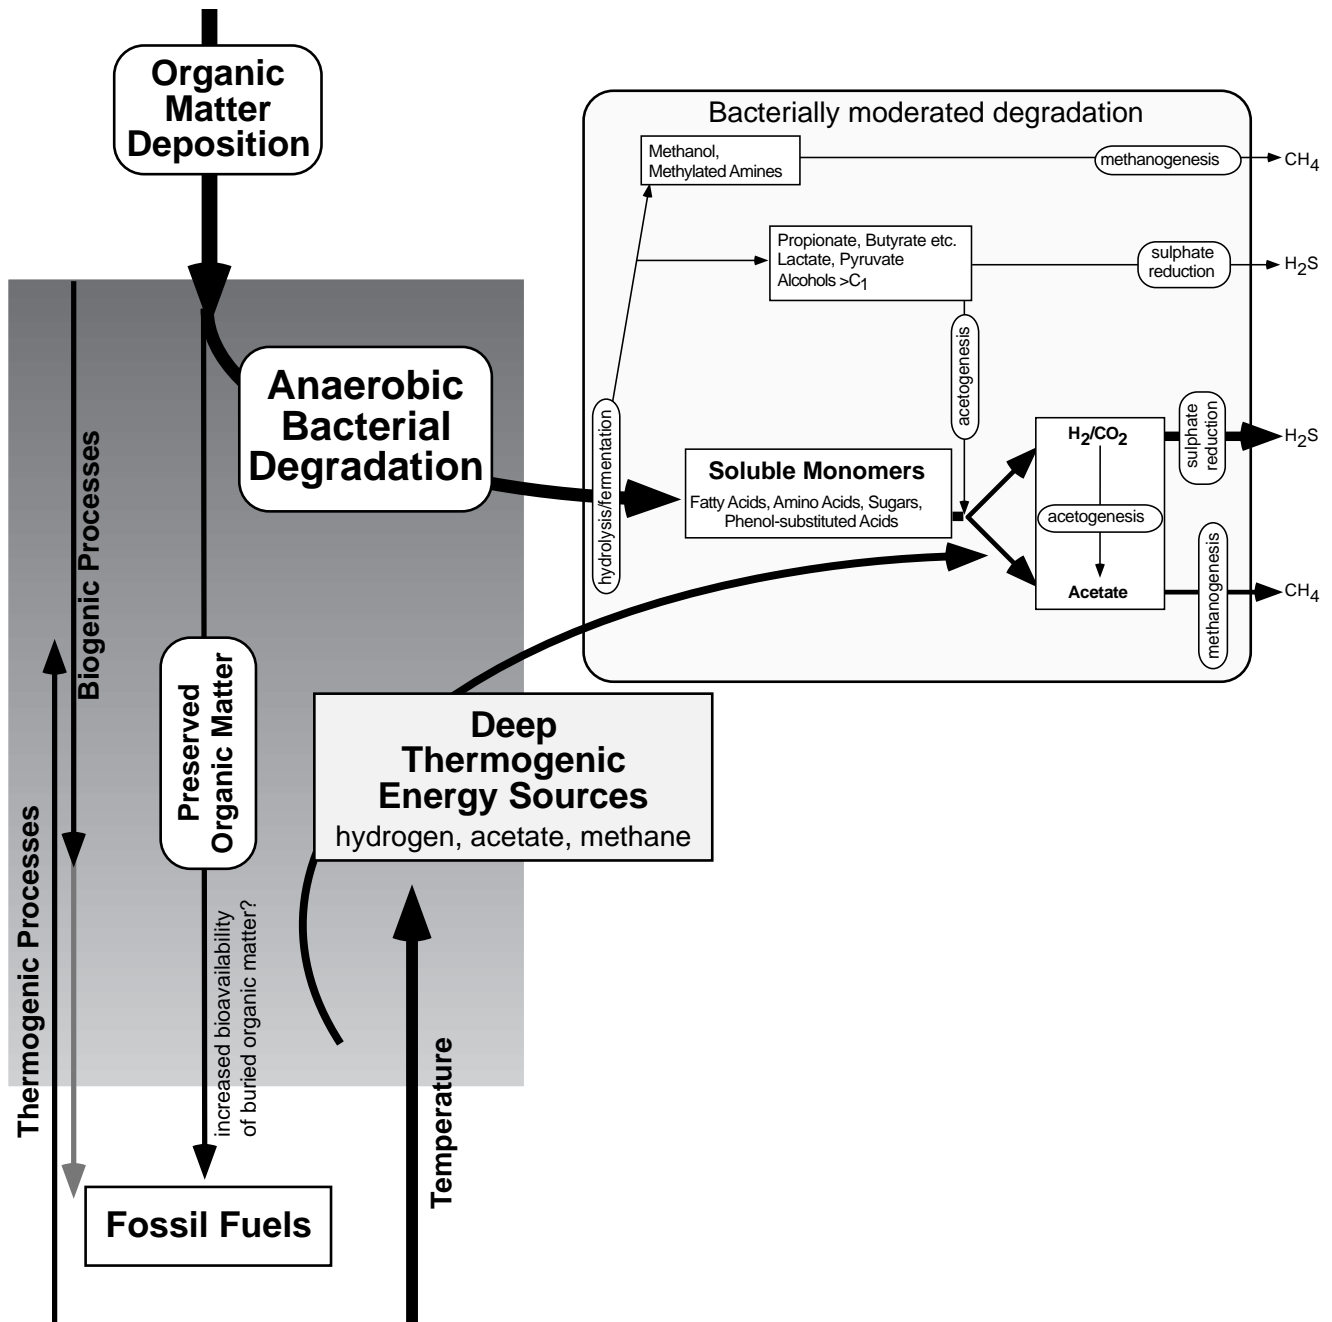 Organic
Matter
Deposition
Bacterially moderated degradation
Methanol,
Methylated Amines
methanogenesis
CH4
Propionate, Butyrate etc.
Lactate, Pyruvate
Alcohols >C1
sulphate
reduction
H2S
acetogenesis
Anaerobic
Bacterial
Degradation
hydrolysis/fermentation
Soluble Monomers
Fatty Acids, Amino Acids, Sugars,
Phenol-substituted Acids
H2/CO2
acetogenesis
Acetate
sulphate
reduction
H2S
methanogenesis
CH4
Biogenic Processes
Thermogenic Processes
Preserved
Organic Matter
Deep
Thermogenic
Energy Sources
hydrogen, acetate, methane
increased bioavailability
of buried organic matter?
Temperature
Fossil Fuels